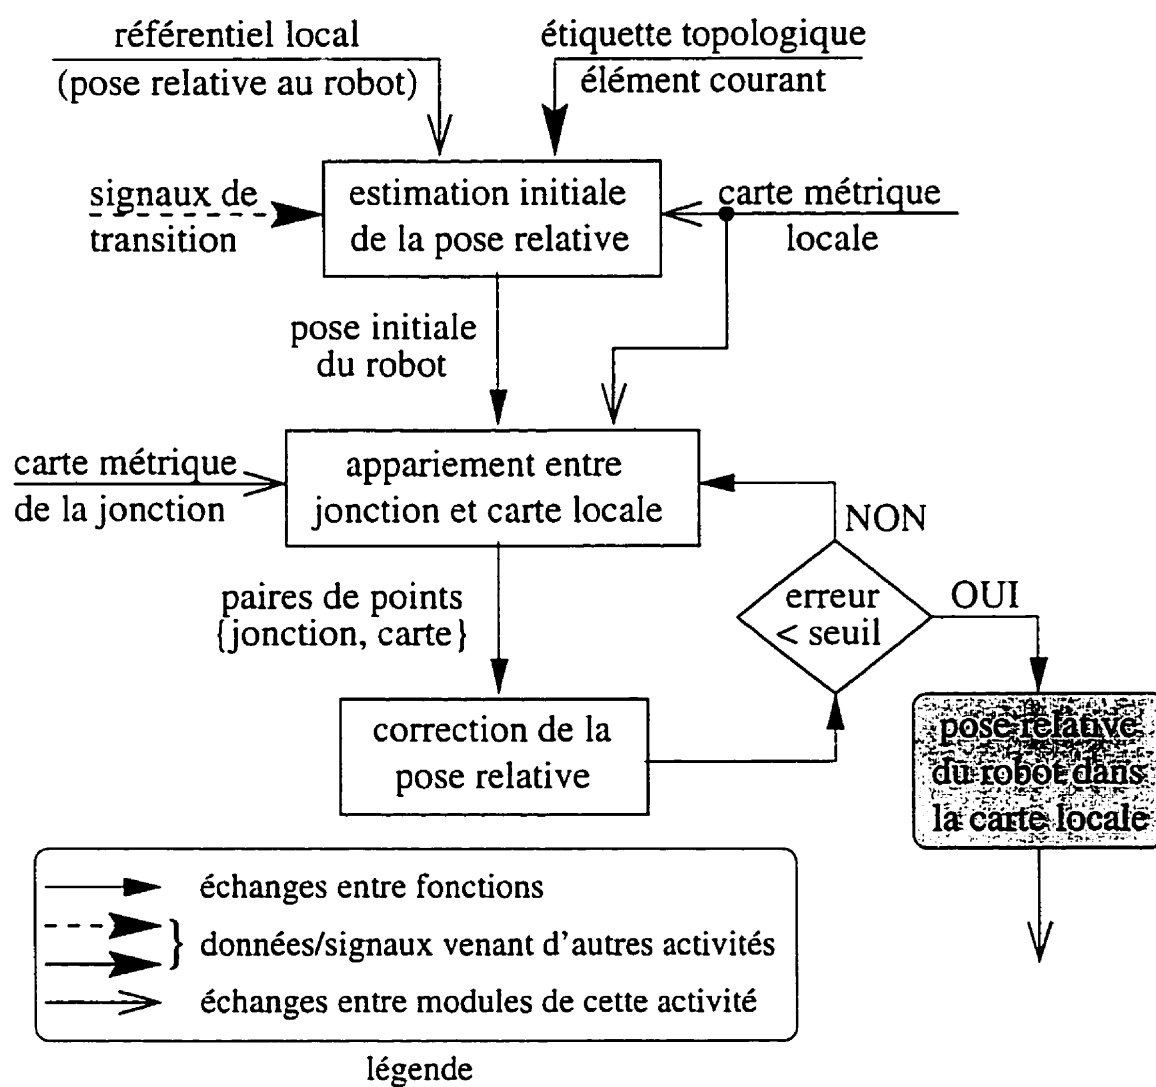 référentiel local
(pose relative au robot)
étiquette topologique
élément courant
signaux de
transition
estimation initiale
de la pose relative
carte métrique
locale
pose initiale
du robot
carte métrique
de la jonction
appariement entre
jonction et carte locale
NON
paires de points
{jonction, carte}
erreur
< seuil
OUI
correction de la
pose relative
pose relative
du robot dans
la carte locale
échanges entre fonctions
données/signaux venant d'autres activités
échanges entre modules de cette activité
légende